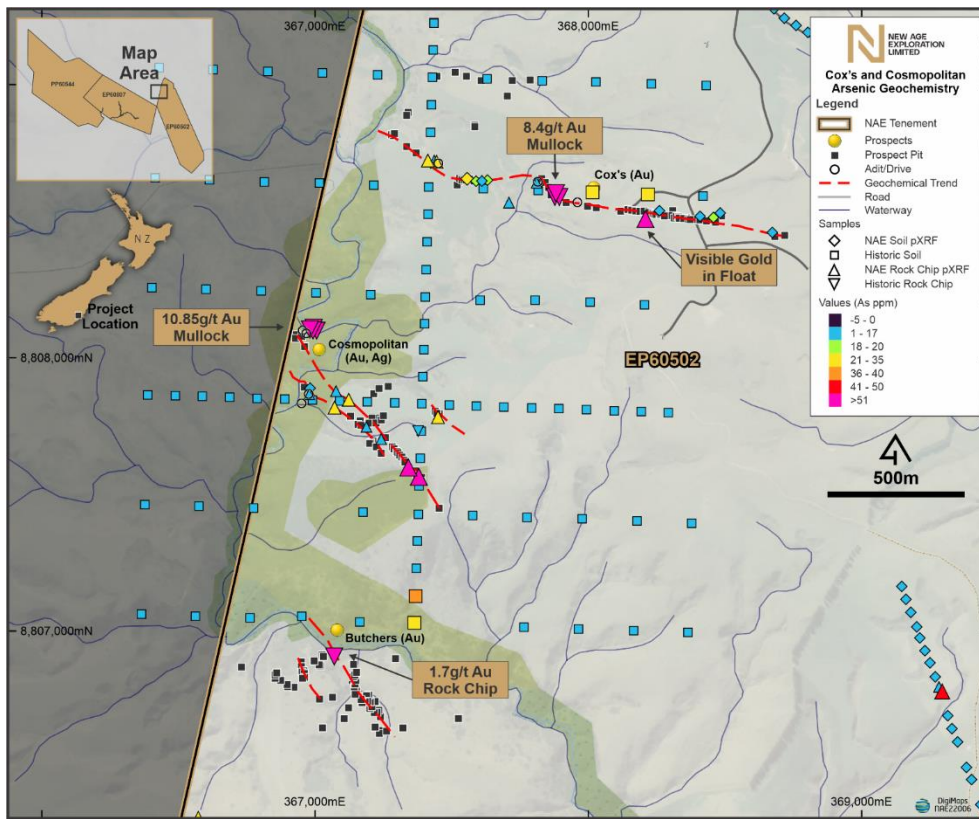 367,000mE
368,000mE
Map
Area
PP60544
EP60807
EP60502
NZ
Project
Location
NEW AGE
EXPLORATION
LIMITED
Cox's and Cosmopolitan
Arsenic Geochemistry
Legend
NAE Tenement
Prospects
Prospect Pit
Adit/Drive
Geochemical Trend
Road
Waterway
Samples
NAE Soil pXRF
Historic Soil
NAE Rock Chip pXRF
Historic Rock Chip
Values (As ppm)
-5 - 0
1 - 17
18 - 20
21 - 35
36 - 40
41 - 50
>51
8.4g/t Au
Mullock
Cox's (Au)
Visible Gold
in Float
10.85g/t Au
Mullock
Cosmopolitan
(Au, Ag)
8,808,000mN
EP60502
500m
8,807,000mN
Butchers (Au)
1.7g/t Au
Rock Chip
367,000mE
369,000mE
DigiMaps
NAE22006